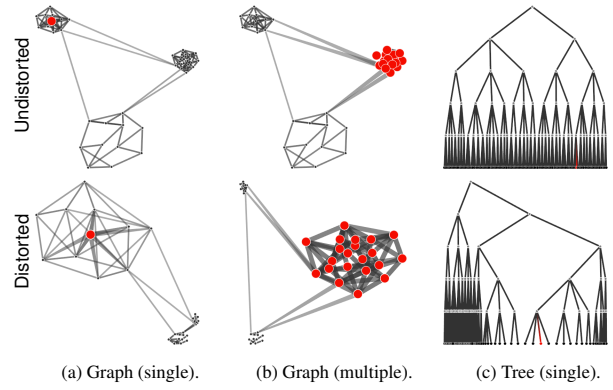 Undistorted
Distorted
(a) Graph (single).
(b) Graph (multiple).
(c) Tree (single).